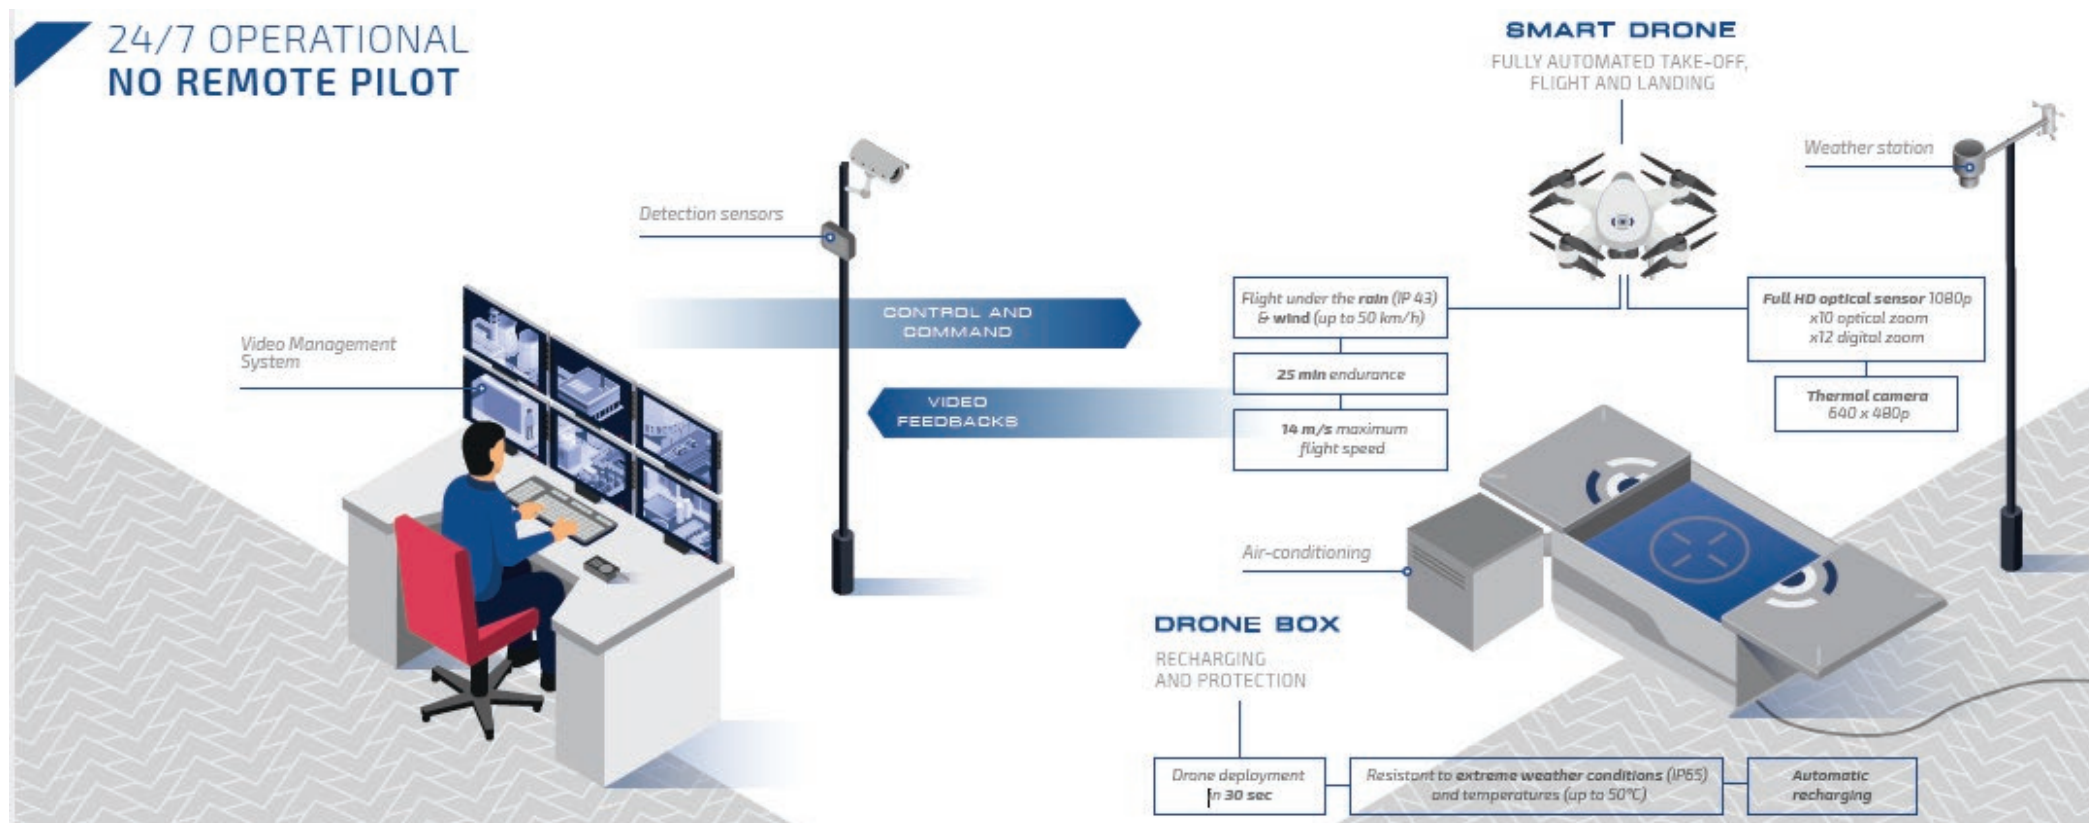 24/7 OPERATIONAL
NO REMOTE PILOT
SMART DRONE
FULLY AUTOMATED TAKE-OFF,
FLIGHT AND LANDING
Weather station
Detection sensors
CONTROL AND
COMMAND
Flight under the rain (IP 43)
& wind (up to 50 km/h)
Full HD optical sensor 1080p
x10 optical zoom
x12 digital zoom
Video Management
System
25 min endurance
VIDEO
FEEDBACKS
Thermal camera
640 x 480p
14 m/s maximum
flight speed
Air-conditioning
DRONE BOX
RECHARGING
AND PROTECTION
Drone deployment
in 30 sec
Resistant to extreme weather conditions (IP55)
and temperatures (up to 50°C)
Automatic
recharging